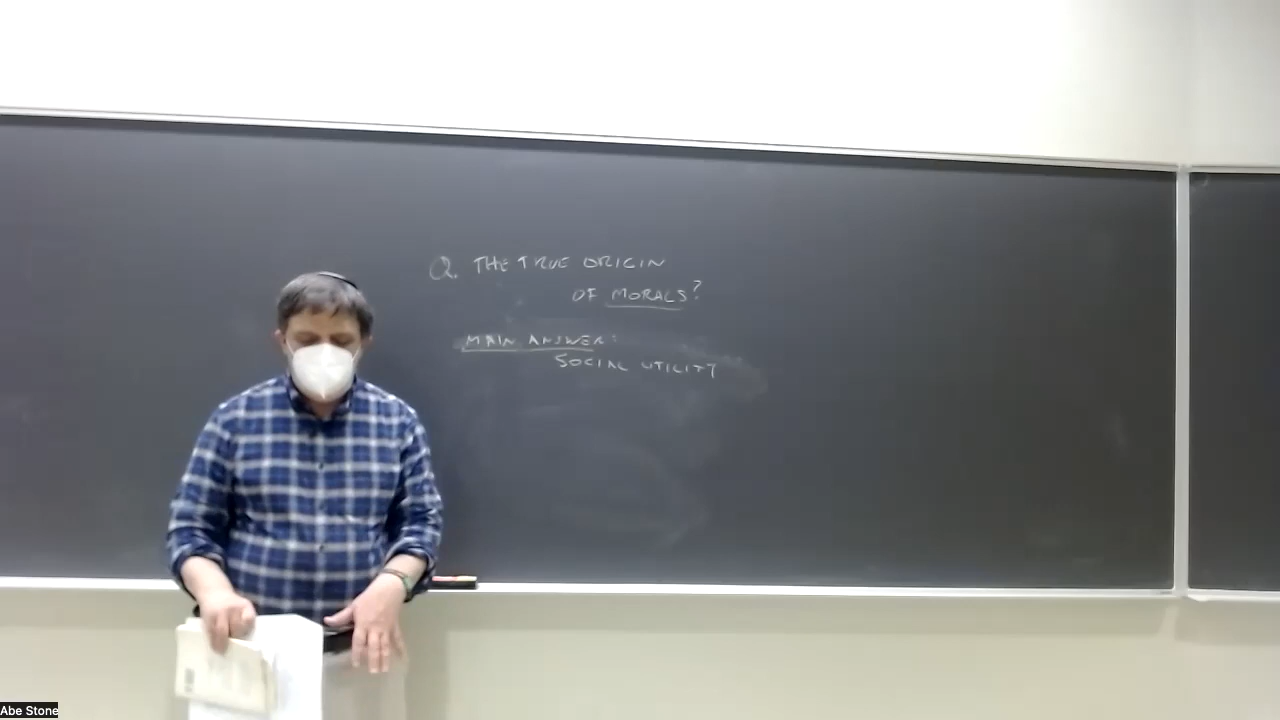 Q. THE TRUE ORIGIN
OF MORALS?
MAIN ANSWER:
SOCIAL UTILITY
Abe Stone